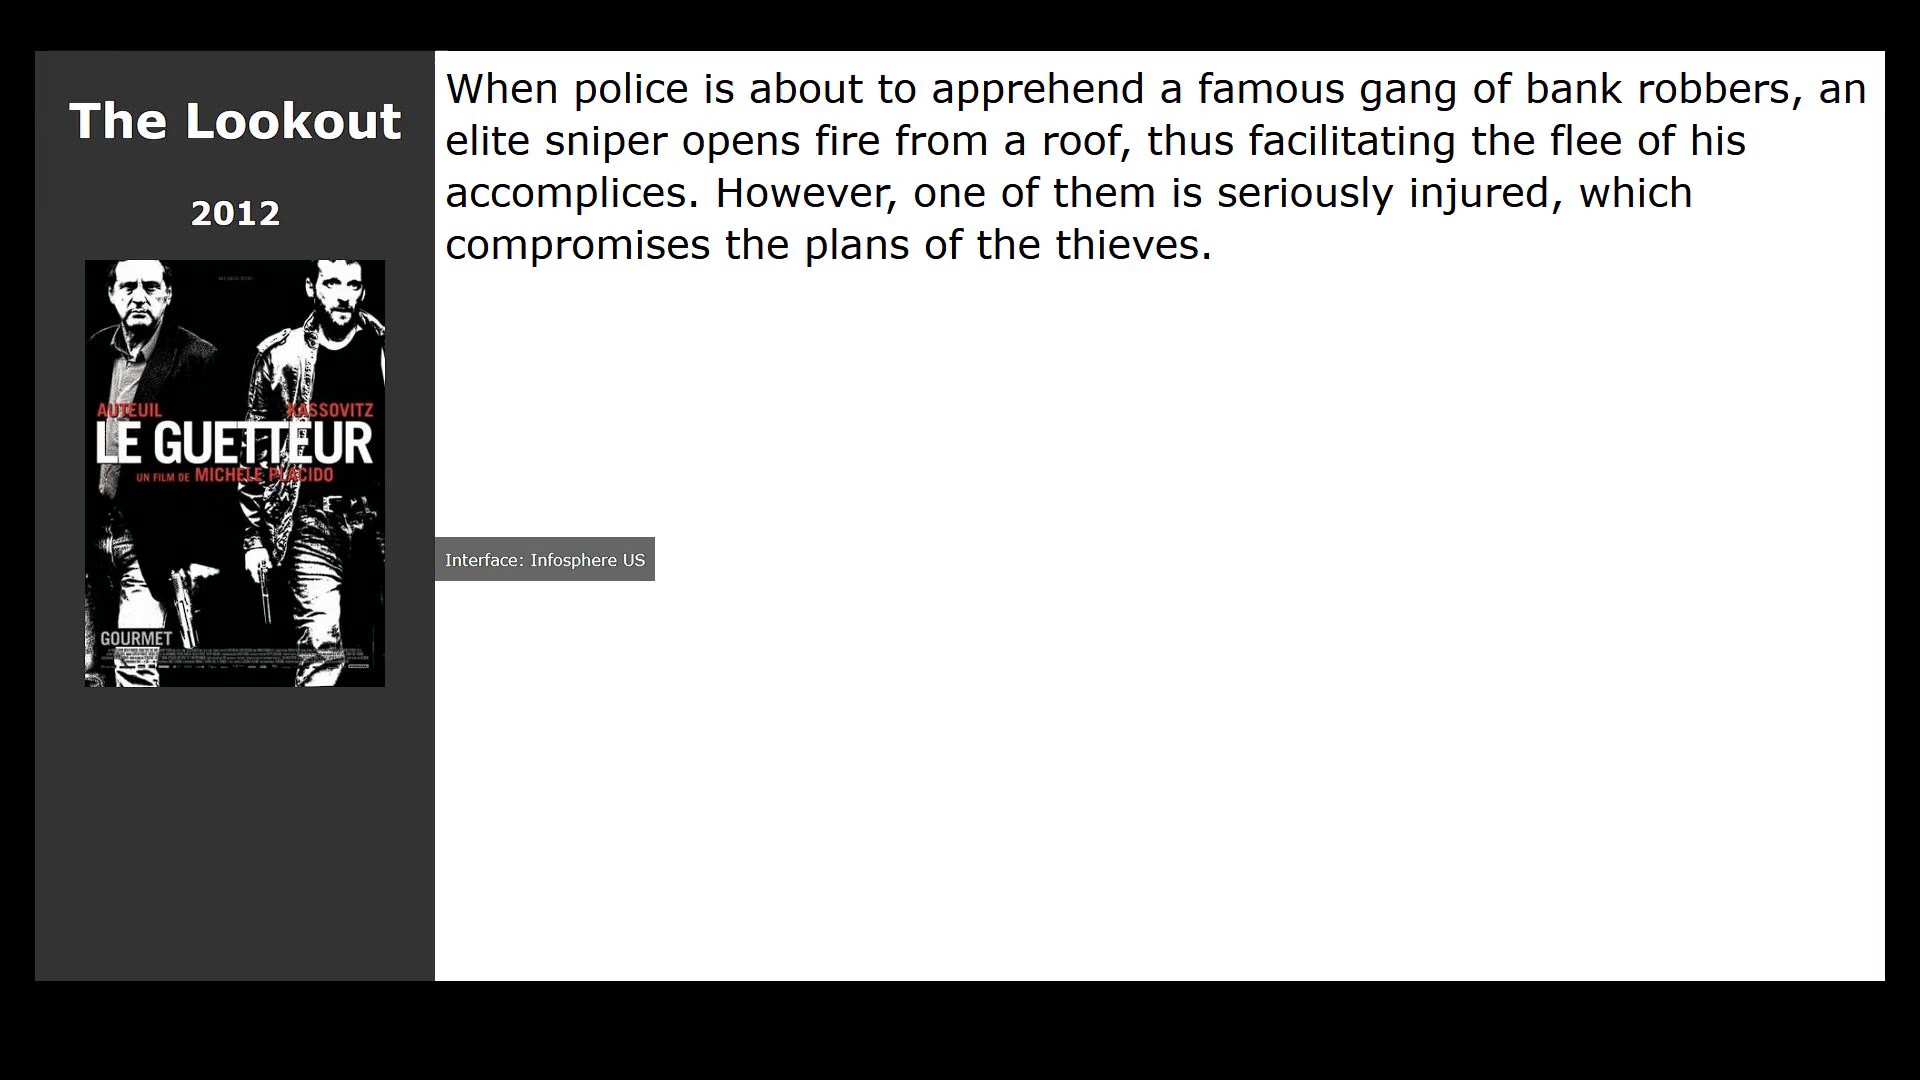 The Lookout
2012
AUTEUIL KASSOVITZ
LE GUETTEUR
UN FILM DE MICHELE PLACIDO
GOURMET
When police is about to apprehend a famous gang of bank robbers, an
elite sniper opens fire from a roof, thus facilitating the flee of his
accomplices. However, one of them is seriously injured, which
compromises the plans of the thieves.
Interface: Infosphere US